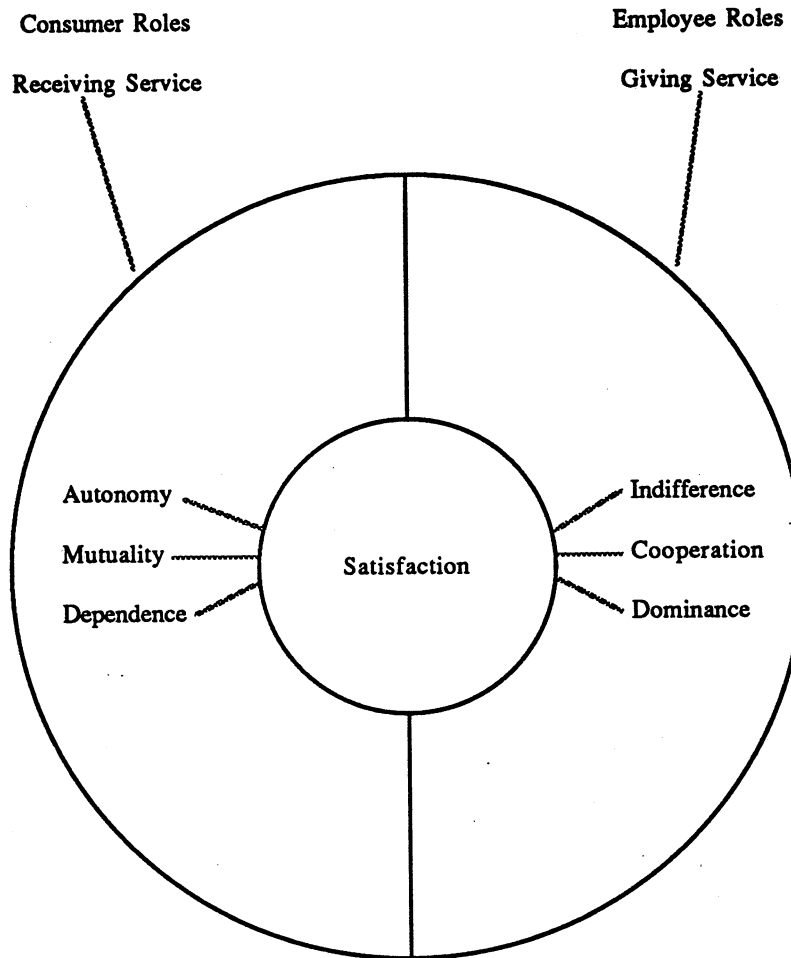 Consumer Roles
Receiving Service
Employee Roles
Giving Service
Autonomy
Mutuality
Dependence
Satisfaction
Indifference
Cooperation
Dominance